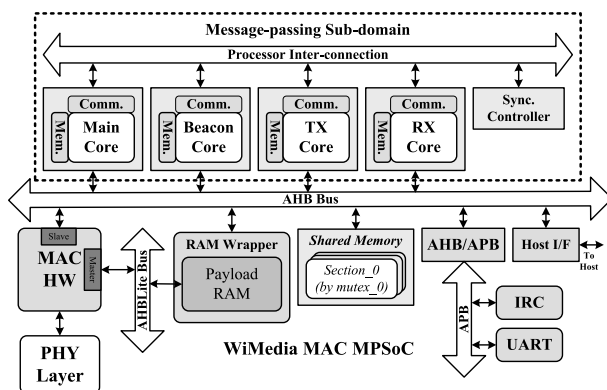 Message-passing Sub-domain
Processor Inter-connection
Comm.
Mem.
Main
Core
Comm.
Mem.
Beacon
Core
Comm.
Mem.
TX
Core
Comm.
Mem.
RX
Core
Sync.
Controller
AHB Bus
Slave
MAC
HW
Master
AHBLite Bus
RAM Wrapper
Payload
RAM
Shared Memory
Section_0
(by mutex_0)
AHB/APB
Host I/F
To
Host
APB
IRC
UART
PHY
Layer
WiMedia MAC MPSoC